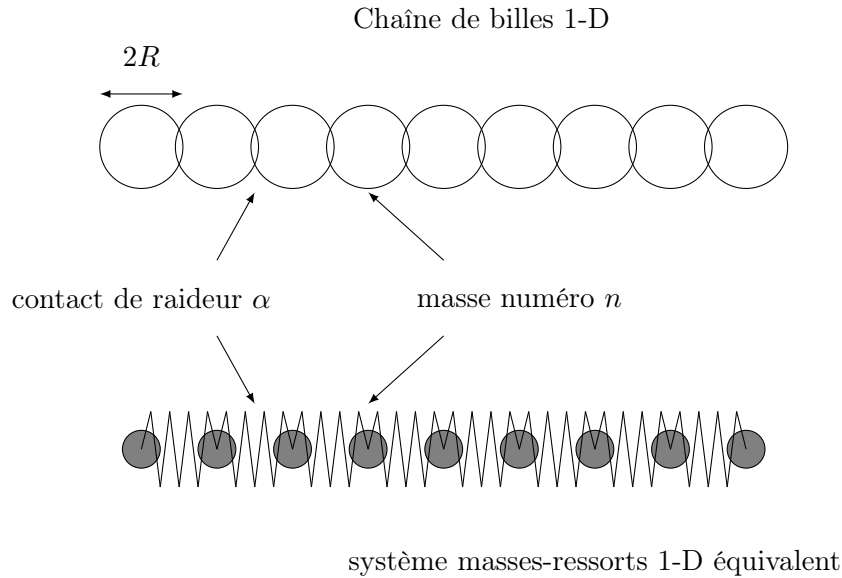 Chaîne de billes 1-D
2R
contact de raideur α
masse numéro n
système masses-ressorts 1-D équivalent